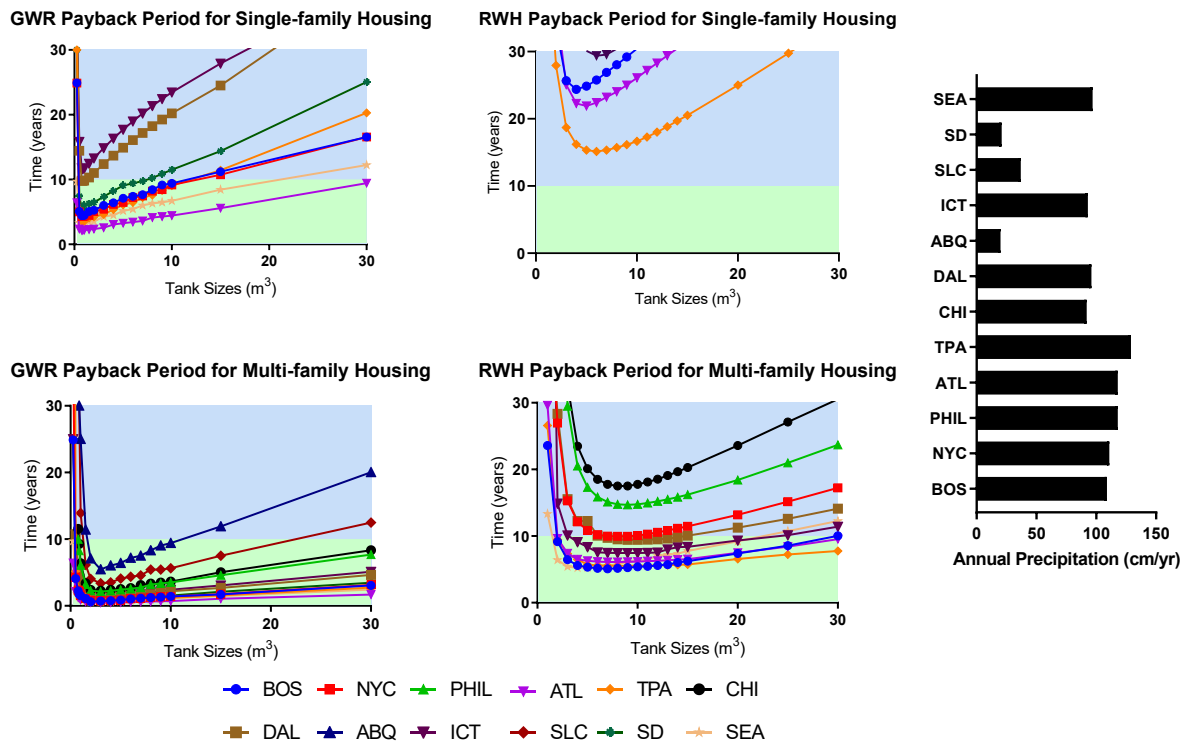 GWR Payback Period for Single-family Housing
RWH Payback Period for Single-family Housing
30
20
10
0
Time (years)
0
10
20
30
Tank Sizes (m³)
30
20
10
0
Time (years)
0
10
20
30
Tank Sizes (m³)
SEA
SD
SLC
ICT
ABQ
DAL
CHI
TPA
ATL
PHIL
NYC
BOS
0
50
100
150
Annual Precipitation (cm/yr)
GWR Payback Period for Multi-family Housing
RWH Payback Period for Multi-family Housing
30
20
10
0
Time (years)
0
10
20
30
Tank Sizes (m³)
30
20
10
0
Time (years)
0
10
20
30
Tank Sizes (m³)
BOS NYC PHIL ATL TPA CHI
DAL ABQ ICT SLC SD SEA